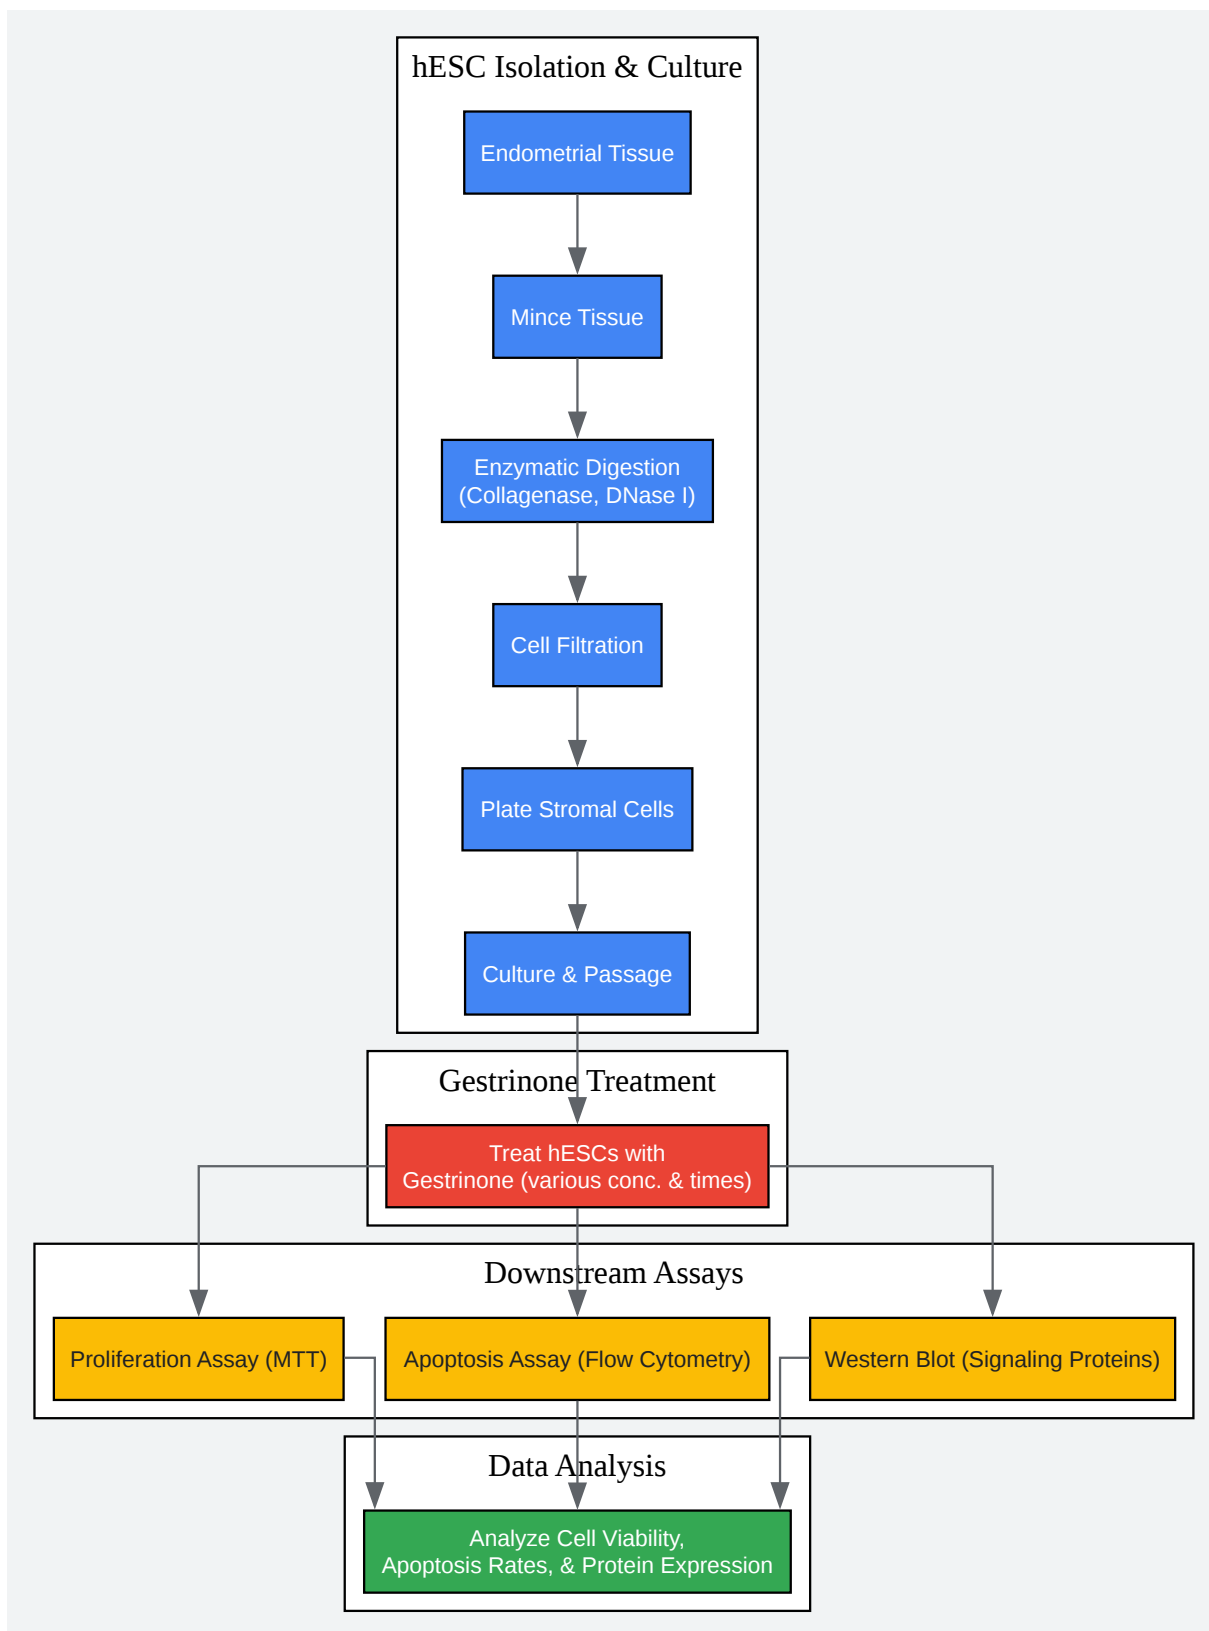 hESC Isolation & Culture
Endometrial Tissue
Mince Tissue
Enzymatic Digestion
(Collagenase, DNase I)
Cell Filtration
Plate Stromal Cells
Culture & Passage
Gestrinone Treatment
Treat hESCs with
Gestrinone (various conc. & times)
Downstream Assays
Proliferation Assay (MTT)
Apoptosis Assay (Flow Cytometry)
Western Blot (Signaling Proteins)
Data Analysis
Analyze Cell Viability,
Apoptosis Rates, & Protein Expression